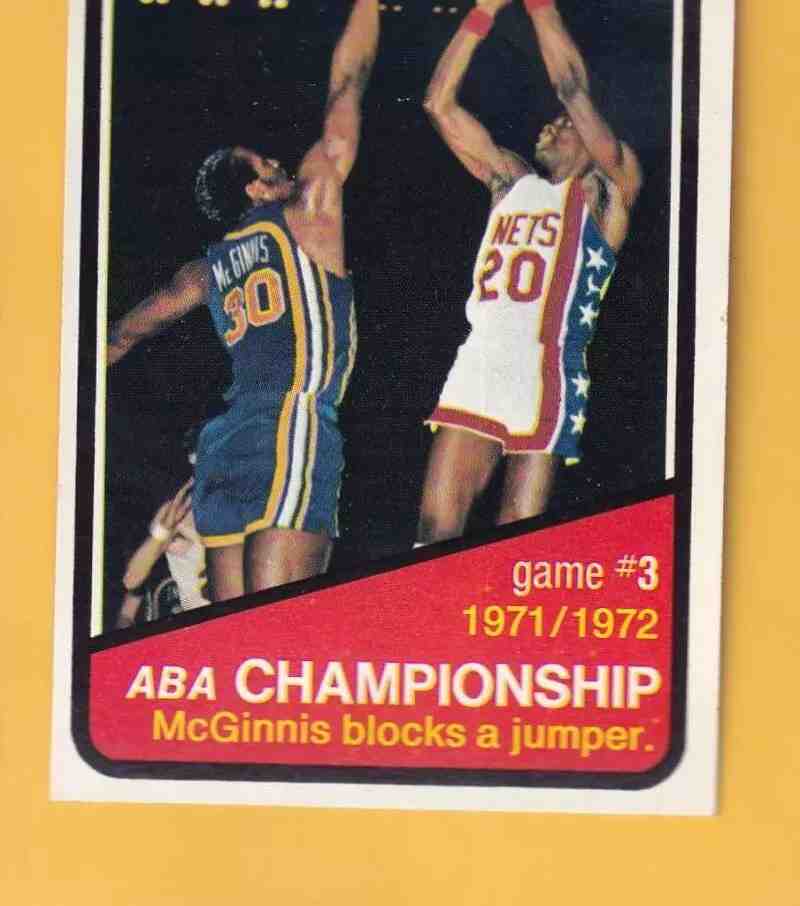 McGINNIS
30
NETS
20
game #3
1971/1972
ABA CHAMPIONSHIP
McGinnis blocks a jumper.